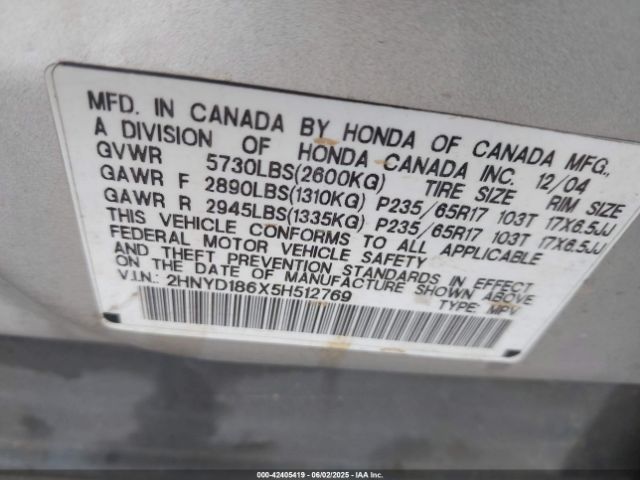 MFD. IN CANADA BY HONDA OF CANADA MFG.,
A DIVISION OF HONDA CANADA INC. 12/04
GVWR 5730LBS(2600KG) TIRE SIZE RIM SIZE
GAWR F 2890LBS(1310KG) P235/65R17 103T 17X6.5JJ
GAWR R 2945LBS(1335KG) P235/65R17 103T 17X6.5JJ
THIS VEHICLE CONFORMS TO ALL APPLICABLE
FEDERAL MOTOR VEHICLE SAFETY
AND THEFT PREVENTION STANDARDS IN EFFECT
ON THE DATE OF MANUFACTURE SHOWN ABOVE.
V.I.N.: 2HNYD186X5H512769 TYPE: MPV
000-42405419 - 06/02/2025 - IAA Inc.